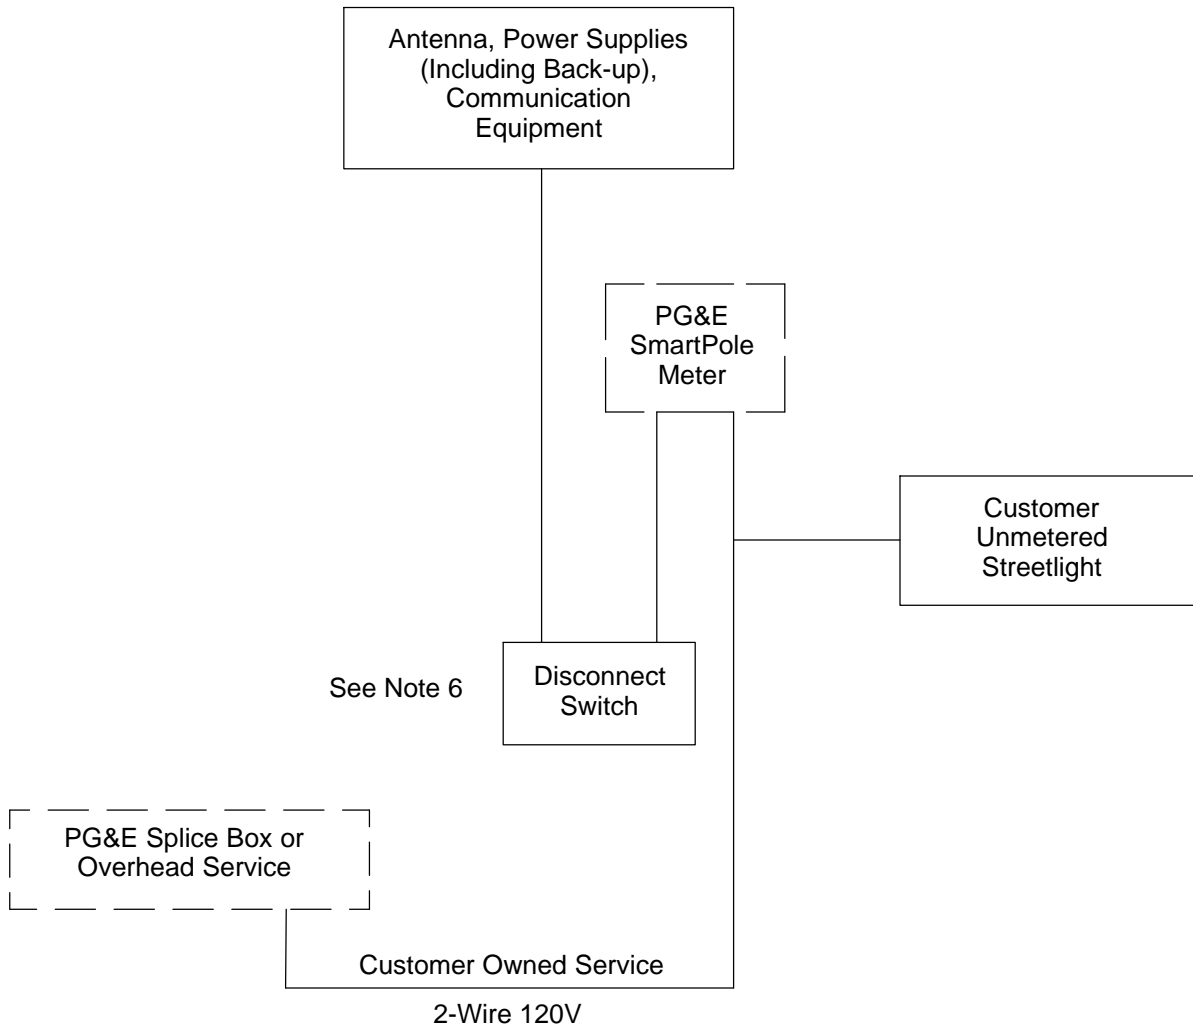 Antenna, Power Supplies
(Including Back-up),
Communication
Equipment
PG&E
SmartPole
Meter
Customer
Unmetered
Streetlight
See Note 6
Disconnect
Switch
PG&E Splice Box or
Overhead Service
Customer Owned Service
2-Wire 120V